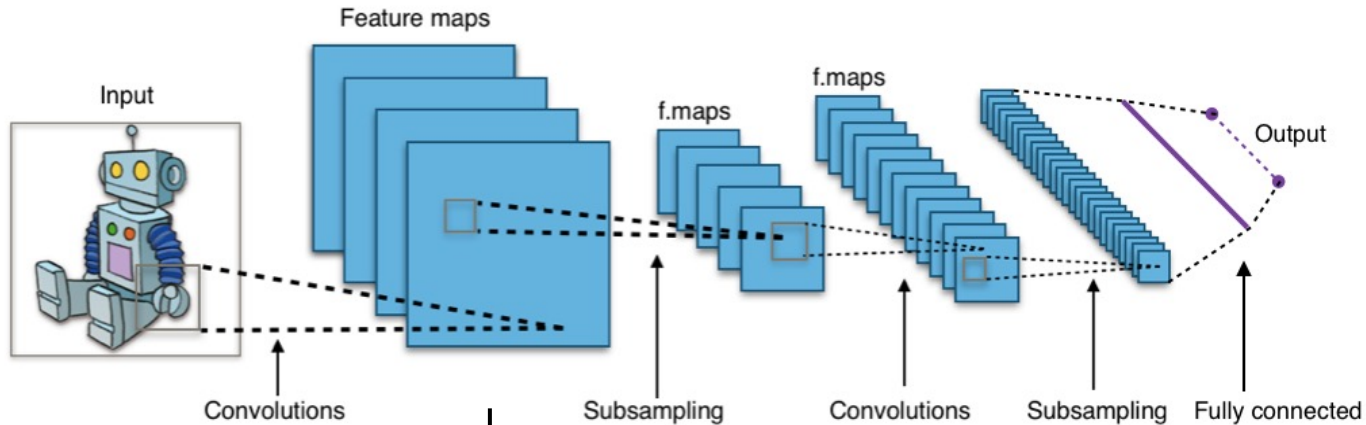 Feature maps
Input
f.maps
f.maps
Output
Convolutions
Subsampling
Convolutions
Subsampling
Fully connected